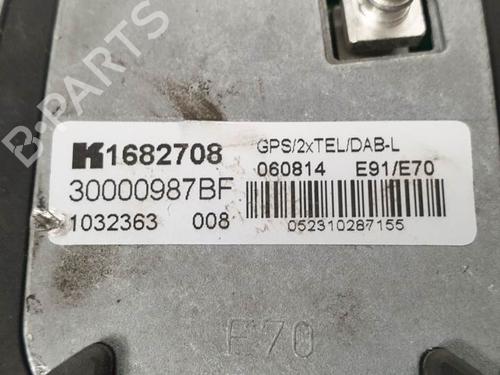 B-PARTS
K1682708
GPS/2xTEL/DAB-L
30000987BF
060814 E91/E70
1032363 008
052310287155
E70